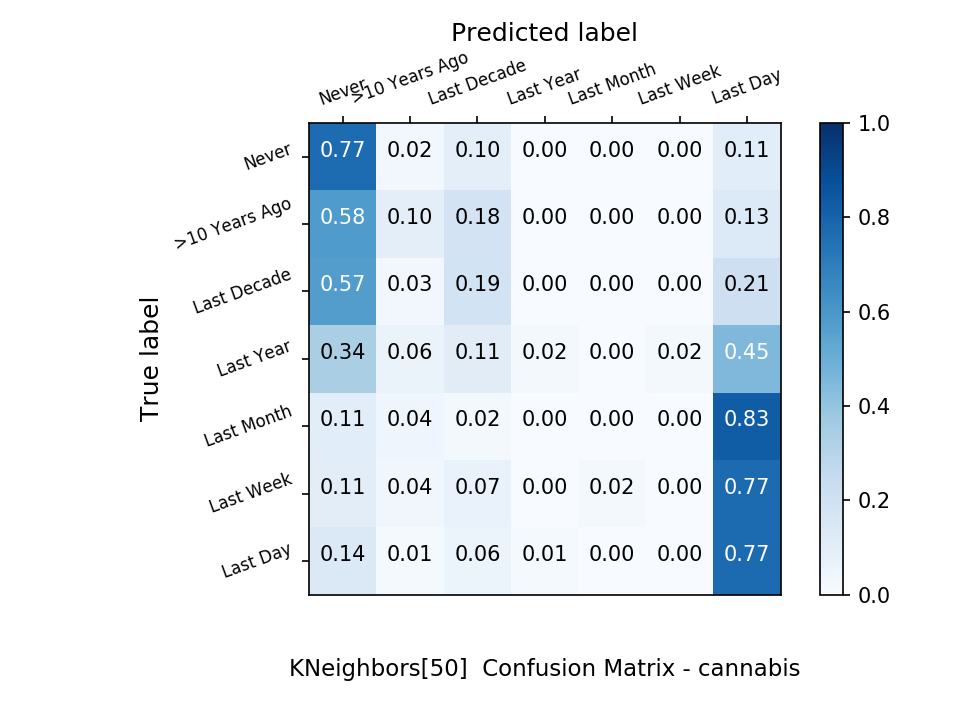 Predicted label
Never >10 Years Ago Last Decade Last Year Last Month Last Week Last Day
True label
Never 0.77 0.02 0.10 0.00 0.00 0.00 0.11
>10 Years Ago 0.58 0.10 0.18 0.00 0.00 0.00 0.13
Last Decade 0.57 0.03 0.19 0.00 0.00 0.00 0.21
Last Year 0.34 0.06 0.11 0.02 0.00 0.02 0.45
Last Month 0.11 0.04 0.02 0.00 0.00 0.00 0.83
Last Week 0.11 0.04 0.07 0.00 0.02 0.00 0.77
Last Day 0.14 0.01 0.06 0.01 0.00 0.00 0.77
1.0
0.8
0.6
0.4
0.2
0.0
KNeighbors[50]  Confusion Matrix - cannabis